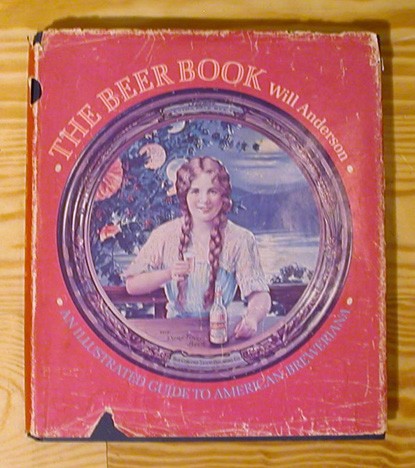 THE BEER BOOK Will Anderson
AN ILLUSTRATED GUIDE TO AMERICAN BREWERIANA